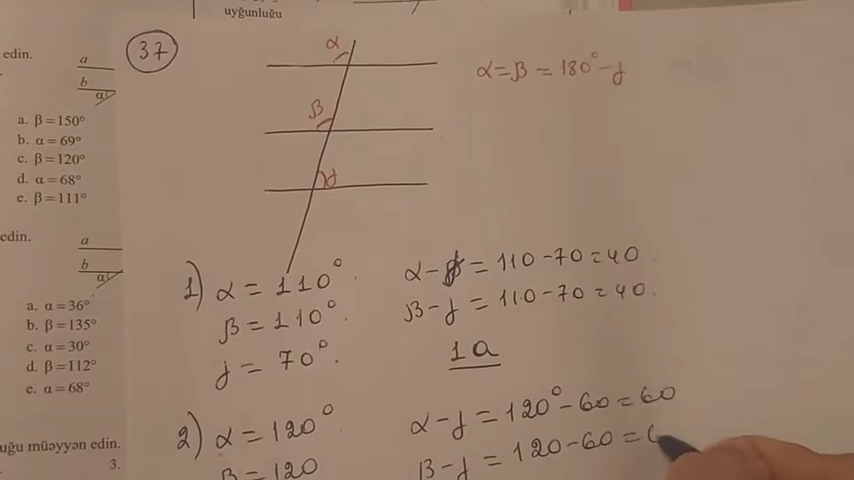 uyğunluğu
edin.
a
b
α
a. β=150°
b. α=69°
c. β=120°
d. α=68°
e. β=111°
edin.
a
b
α
a. α=36°
b. β=135°
c. α=30°
d. β=112°
e. α=68°
uğu müəyyən edin.
3.
37
α
β
γ
α=β=180°-γ
1) α=110°
β=110°.
γ=70°.
α-γ=110-70=40
β-γ=110-70=40.
1a
2) α=120°
β=120
α-γ=120°-60=60
β-γ=120-60=